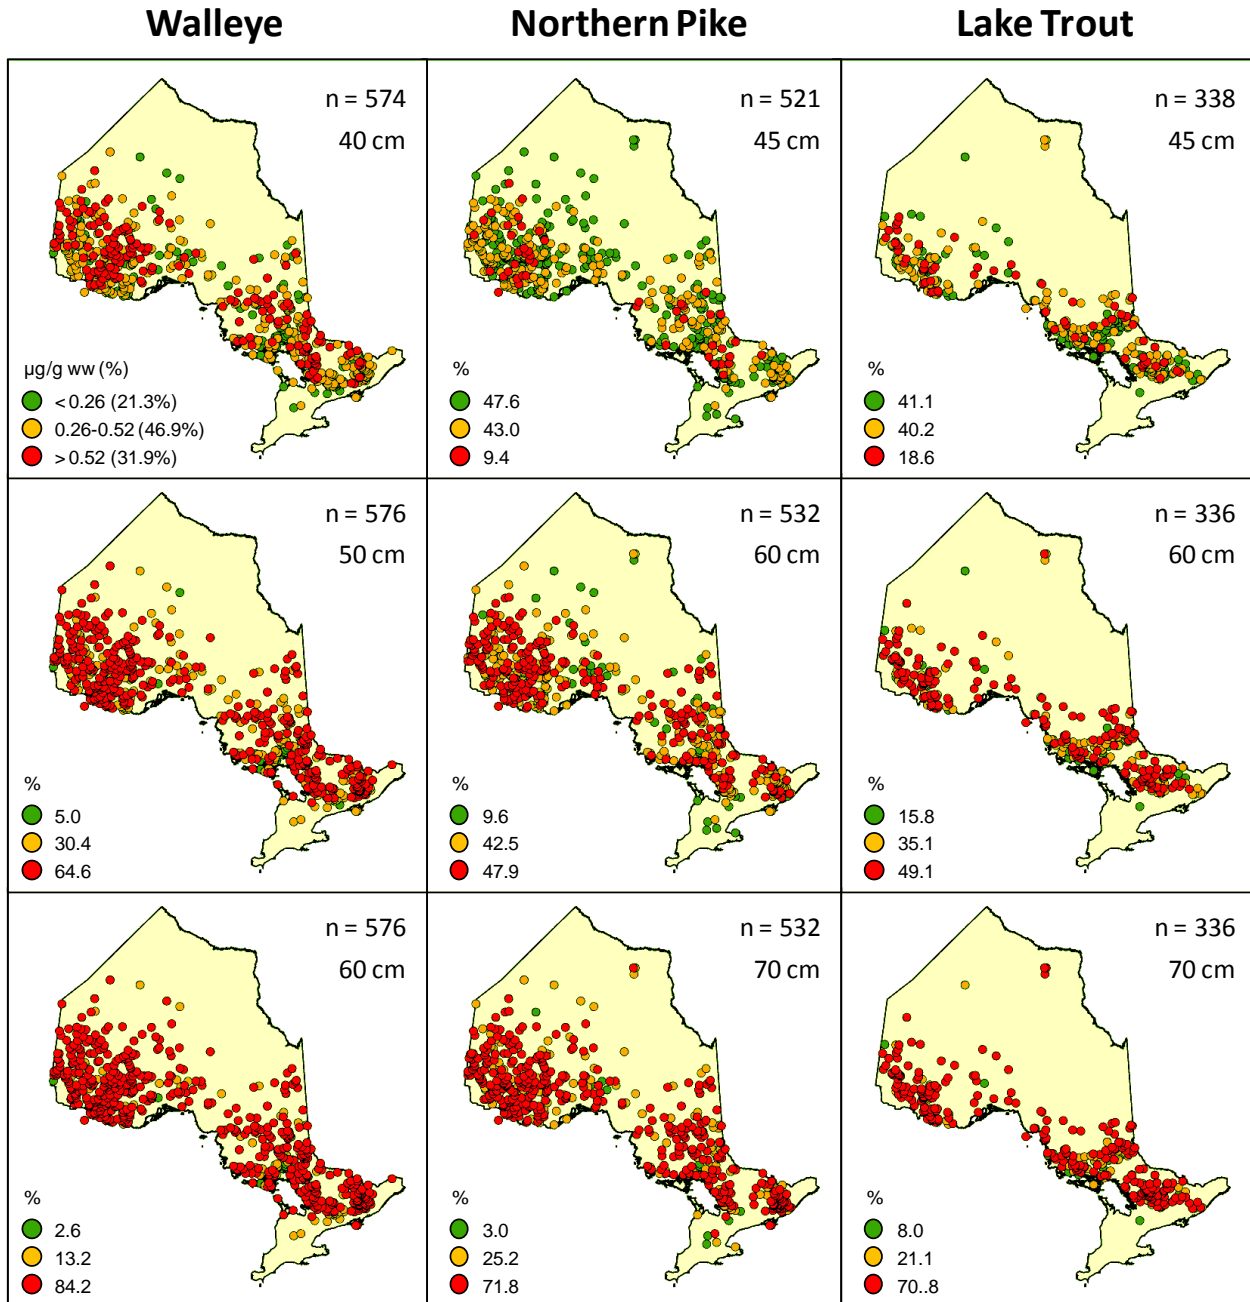 Walleye
Northern Pike
Lake Trout
n = 574
40 cm
µg/g ww (%)
< 0.26 (21.3%)
0.26-0.52 (46.9%)
> 0.52 (31.9%)
n = 521
45 cm
%
47.6
43.0
9.4
n = 338
45 cm
%
41.1
40.2
18.6
n = 576
50 cm
%
5.0
30.4
64.6
n = 532
60 cm
%
9.6
42.5
47.9
n = 336
60 cm
%
15.8
35.1
49.1
n = 576
60 cm
%
2.6
13.2
84.2
n = 532
70 cm
%
3.0
25.2
71.8
n = 336
70 cm
%
8.0
21.1
70..8